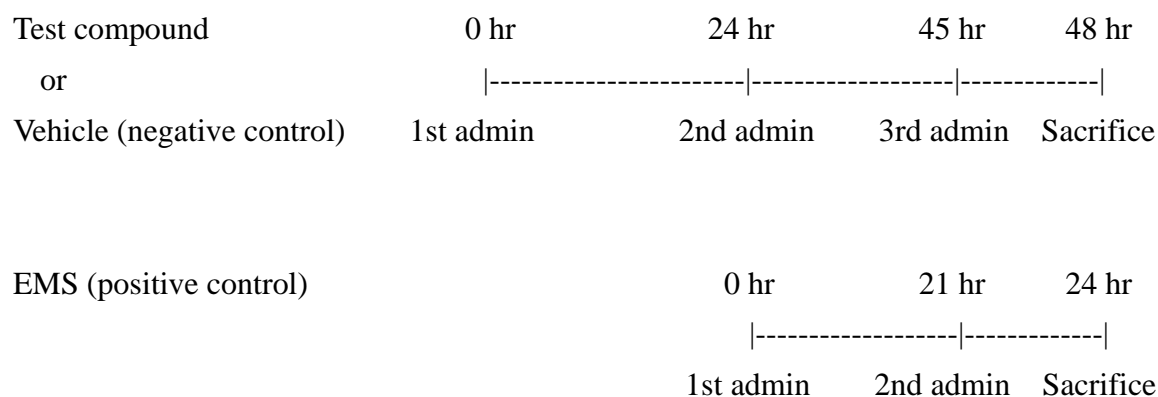 Test compound 0 hr 24 hr 45 hr 48 hr
or |------------------------|-------------------|-------------|
Vehicle (negative control) 1st admin 2nd admin 3rd admin Sacrifice
EMS (positive control) 0 hr 21 hr 24 hr
|-------------------|-------------|
1st admin 2nd admin Sacrifice